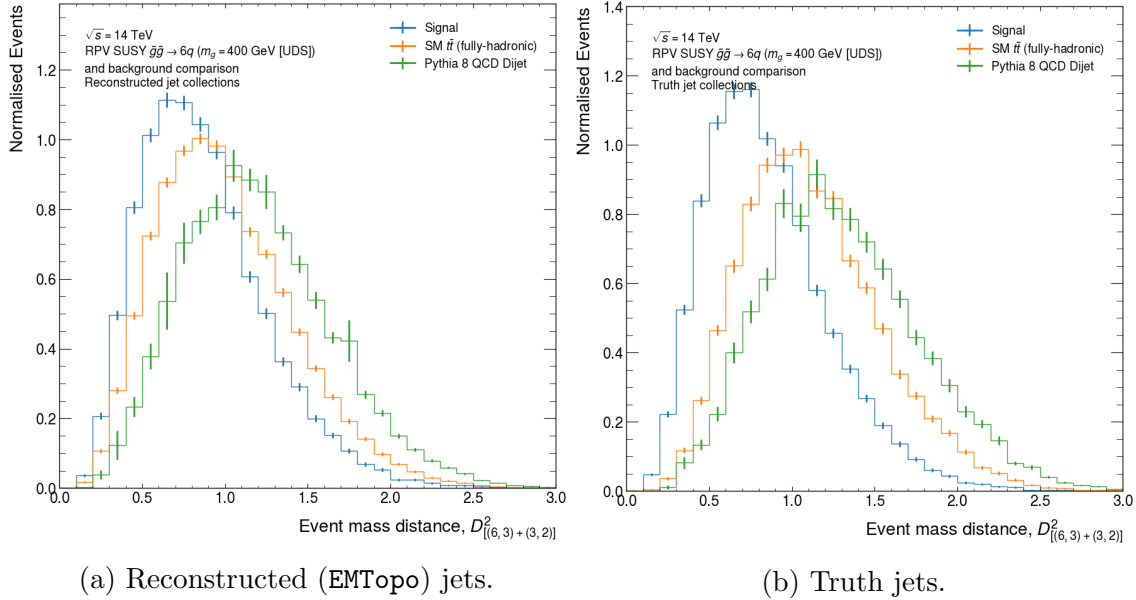 Normalised Events
1.2
1.0
0.8
0.6
0.4
0.2
0.0
√s = 14 TeV
RPV SUSY g̃g̃ → 6q (m_g = 400 GeV [UDS])
and background comparison
Reconstructed jet collections
Signal
SM tt̄ (fully-hadronic)
Pythia 8 QCD Dijet
0.0 0.5 1.0 1.5 2.0 2.5 3.0
Event mass distance, D²[(6, 3) + (3, 2)]
(a) Reconstructed (EMTopo) jets.
Normalised Events
1.4
1.2
1.0
0.8
0.6
0.4
0.2
0.0
√s = 14 TeV
RPV SUSY g̃g̃ → 6q (m_g = 400 GeV [UDS])
and background comparison
Truth jet collections
Signal
SM tt̄ (fully-hadronic)
Pythia 8 QCD Dijet
0.0 0.5 1.0 1.5 2.0 2.5 3.0
Event mass distance, D²[(6, 3) + (3, 2)]
(b) Truth jets.